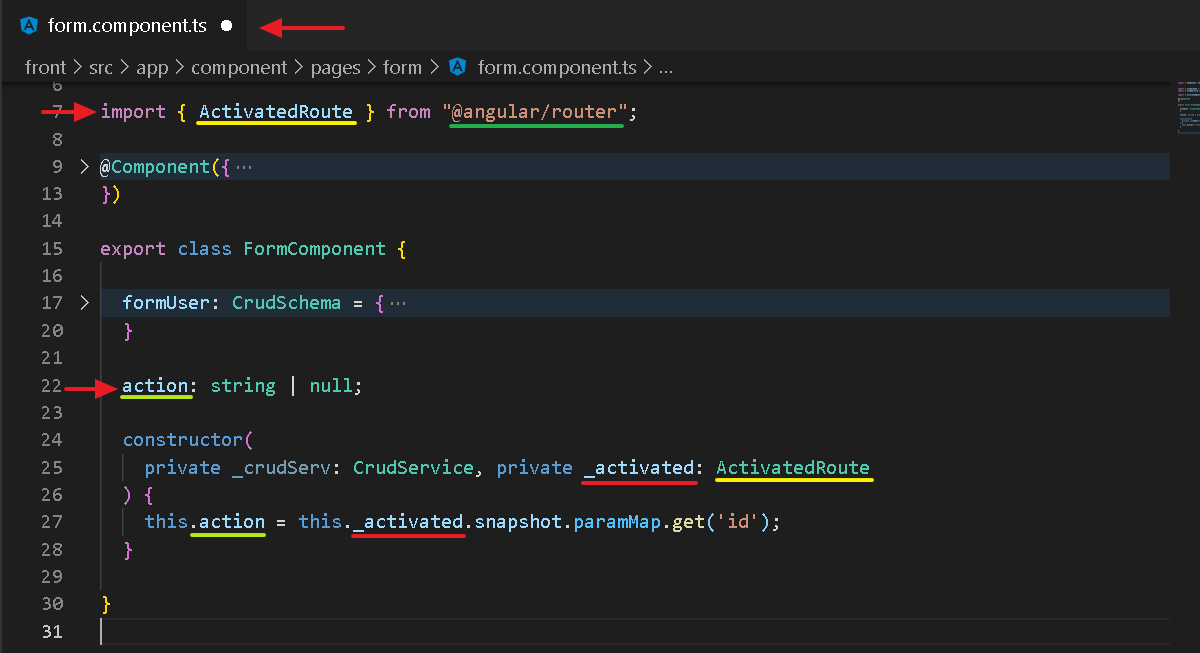 form.component.ts
front > src > app > component > pages > form > form.component.ts > ...
6
7 import { ActivatedRoute } from "@angular/router";
8
9 > @Component({ ...
13 })
14
15 export class FormComponent {
16
17 > formUser: CrudSchema = { ...
20 }
21
22 action: string | null;
23
24 constructor(
25 private _crudServ: CrudService, private _activated: ActivatedRoute
26 ) {
27 this.action = this._activated.snapshot.paramMap.get('id');
28 }
29
30 }
31